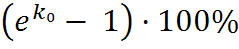 (e^{k_0} − 1) · 100%